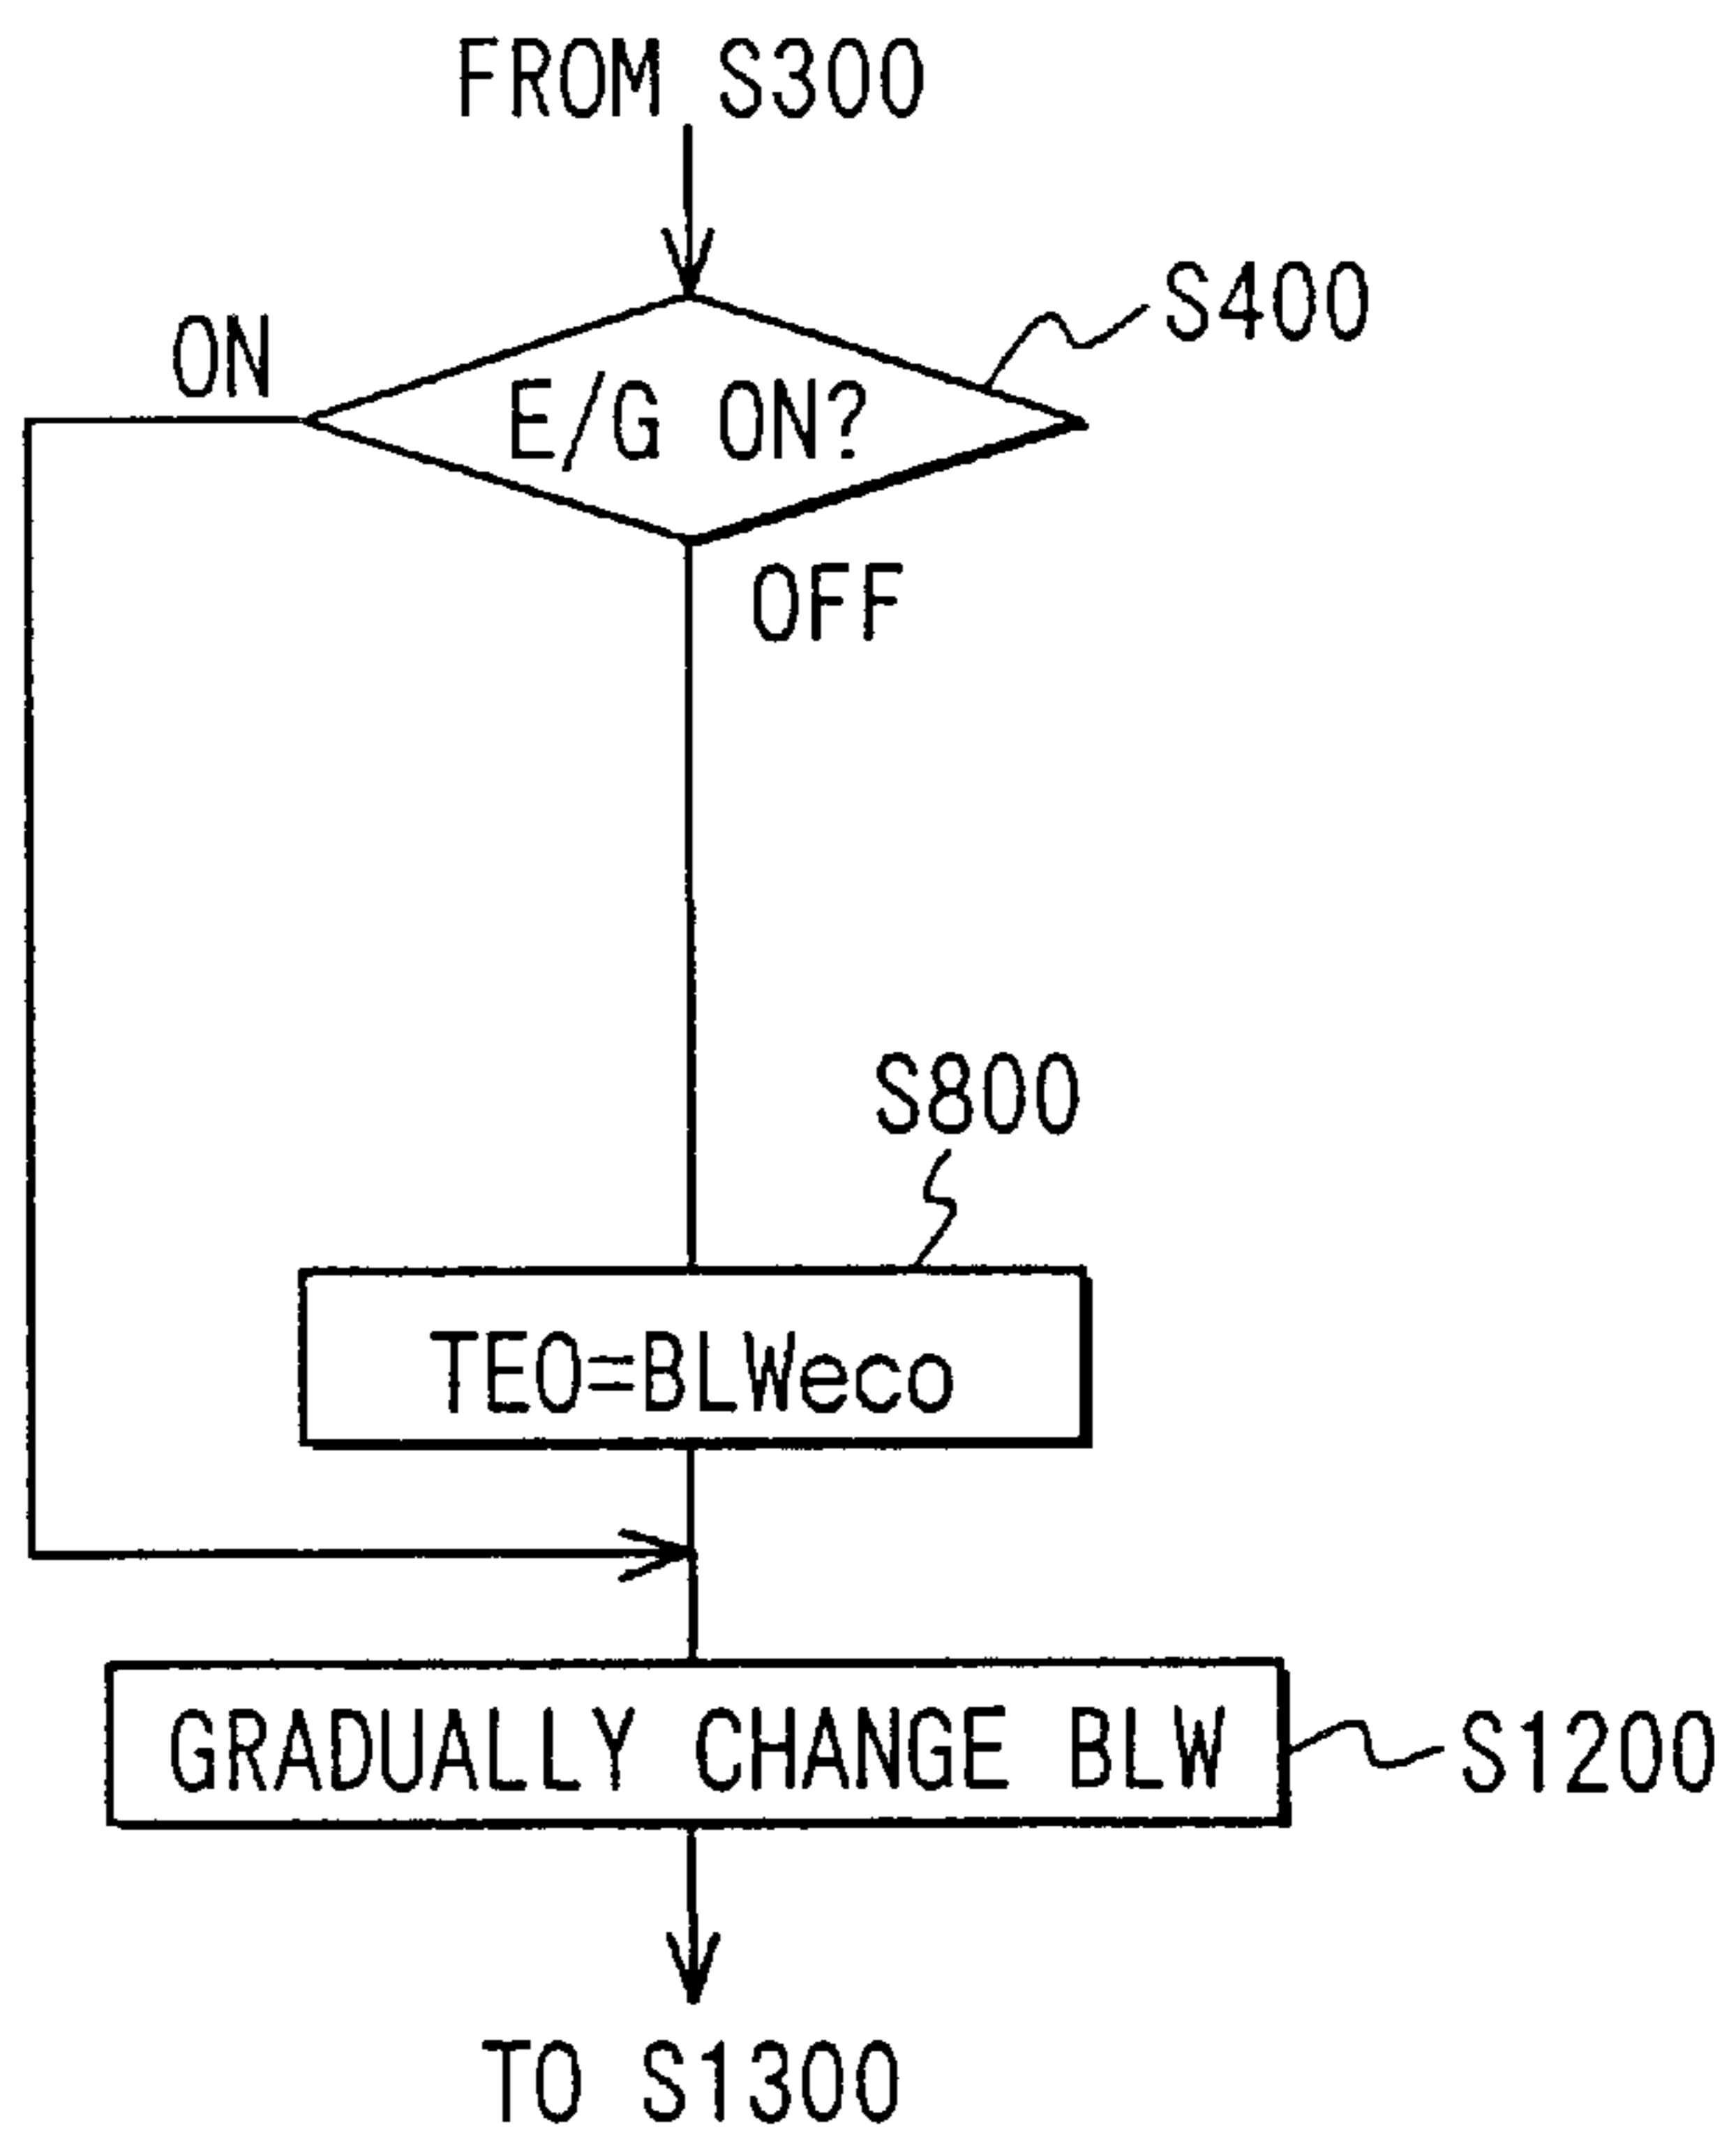 FROM S300
S400
ON
E/G ON?
OFF
S800
TEO=BLWeco
GRADUALLY CHANGE BLW
S1200
TO S1300